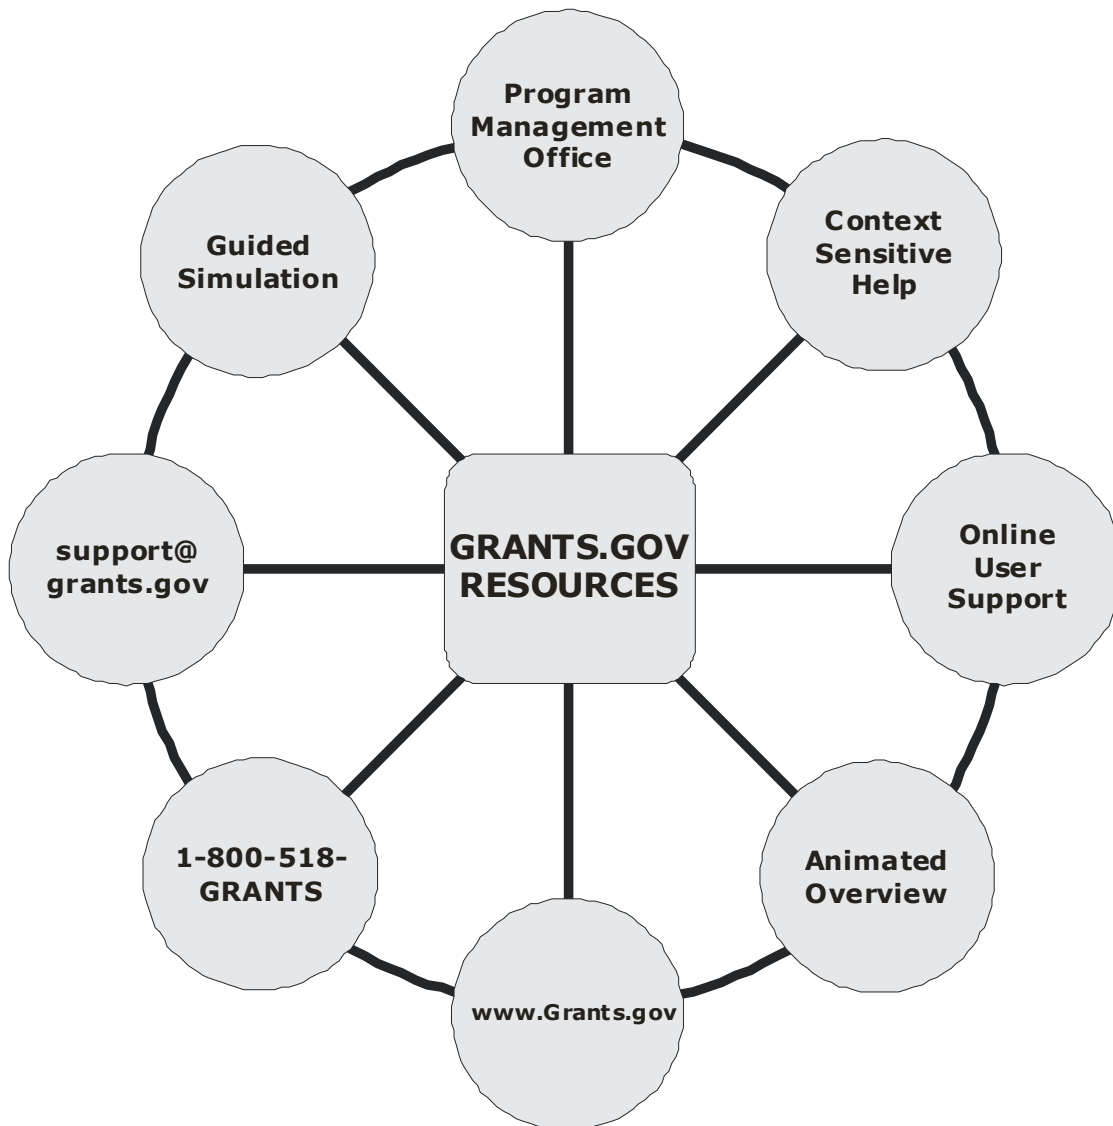 Program
Management
Office
Guided
Simulation
Context
Sensitive
Help
support@
grants.gov
GRANTS.GOV
RESOURCES
Online
User
Support
1-800-518-
GRANTS
Animated
Overview
www.Grants.gov